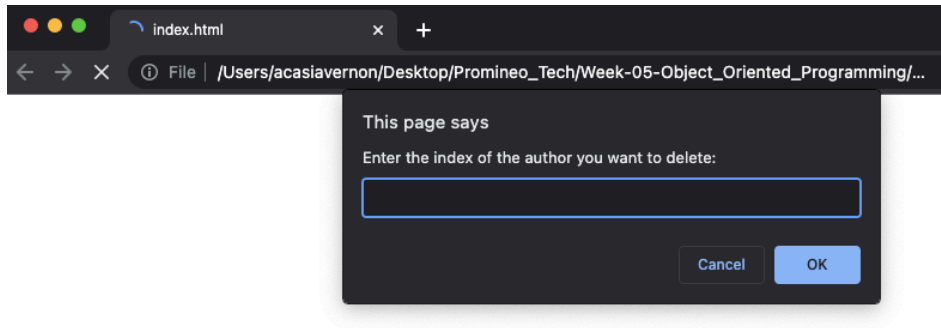 index.html
File | /Users/acasiavernon/Desktop/Promineo_Tech/Week-05-Object_Oriented_Programming/...
This page says
Enter the index of the author you want to delete:
Cancel OK